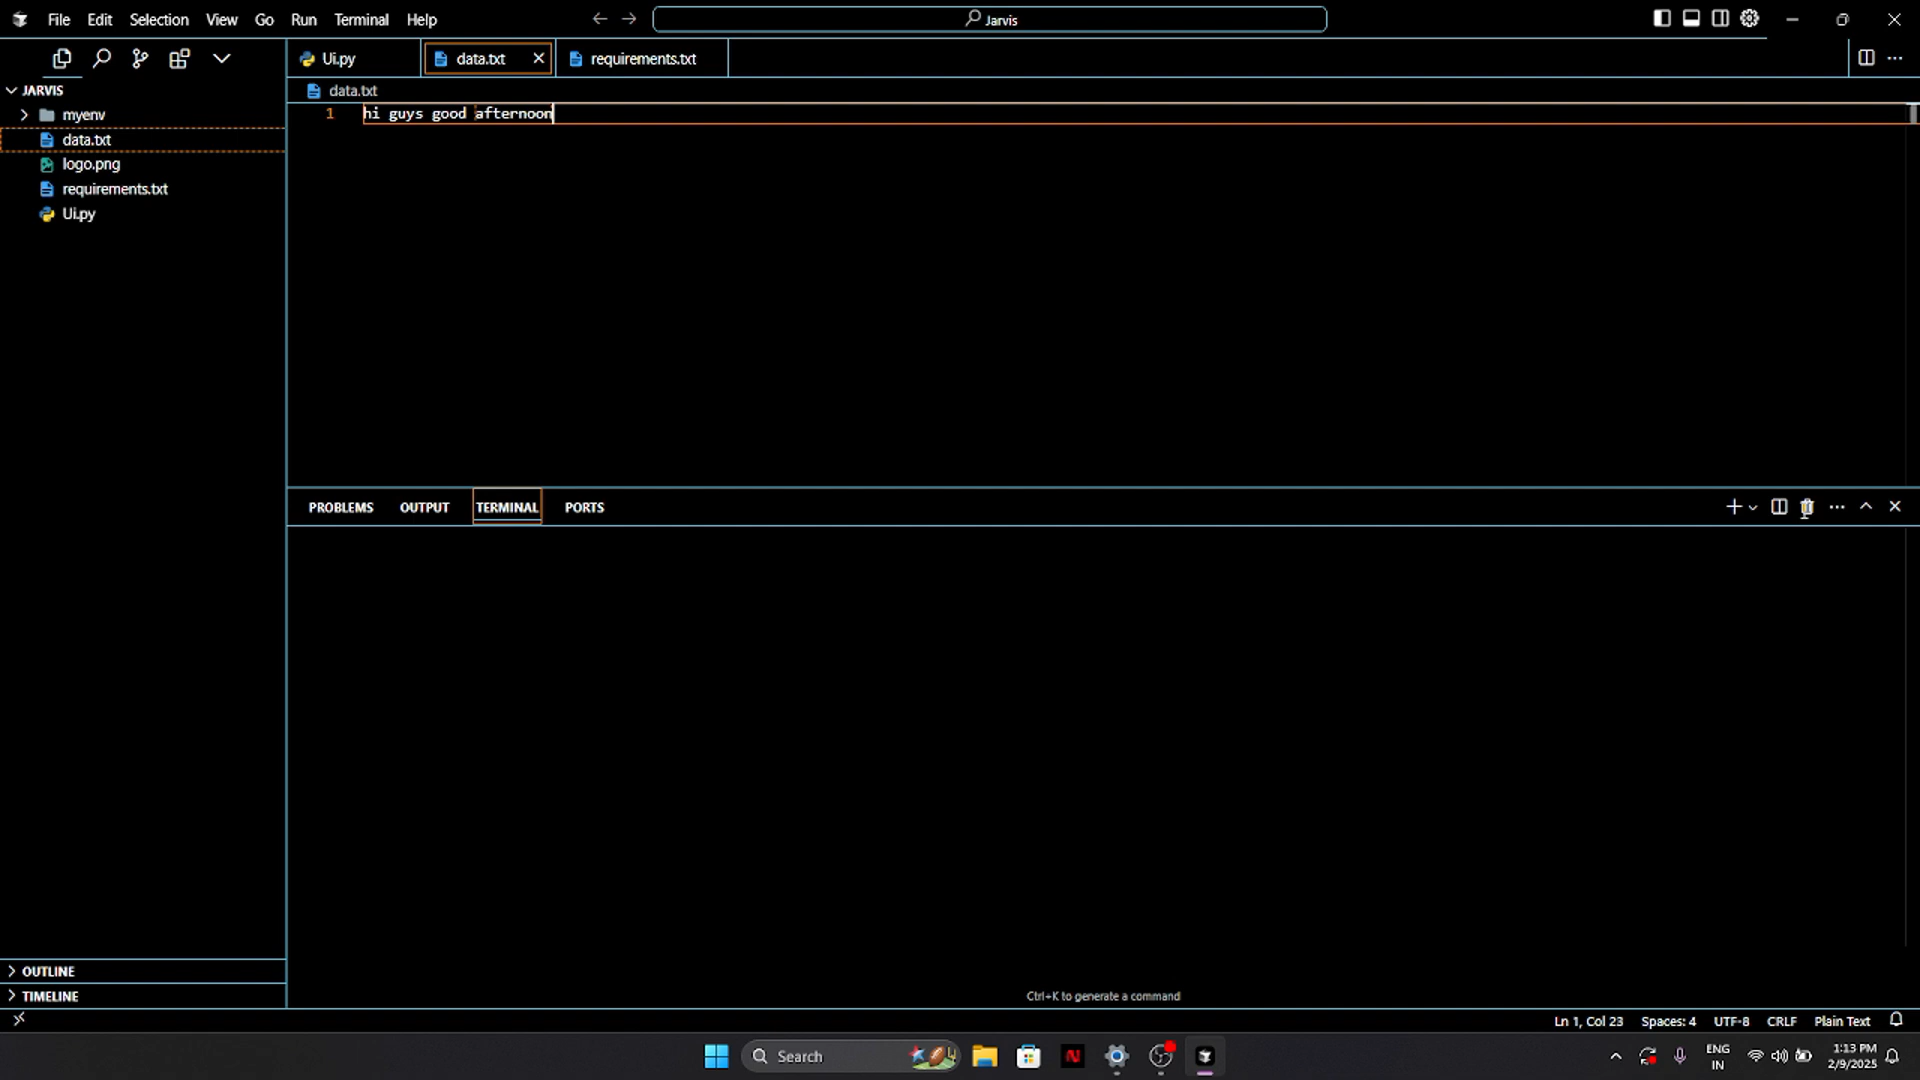 File Edit Selection View Go Run Terminal Help
Jarvis
Ui.py
data.txt
requirements.txt
JARVIS
data.txt
1 hi guys good afternoon
myenv
data.txt
logo.png
requirements.txt
Ui.py
PROBLEMS OUTPUT TERMINAL PORTS
Ctrl+K to generate a command
OUTLINE
TIMELINE
Ln 1, Col 23 Spaces: 4 UTF-8 CRLF Plain Text
Search
ENG
IN
1:13 PM
2/9/2025